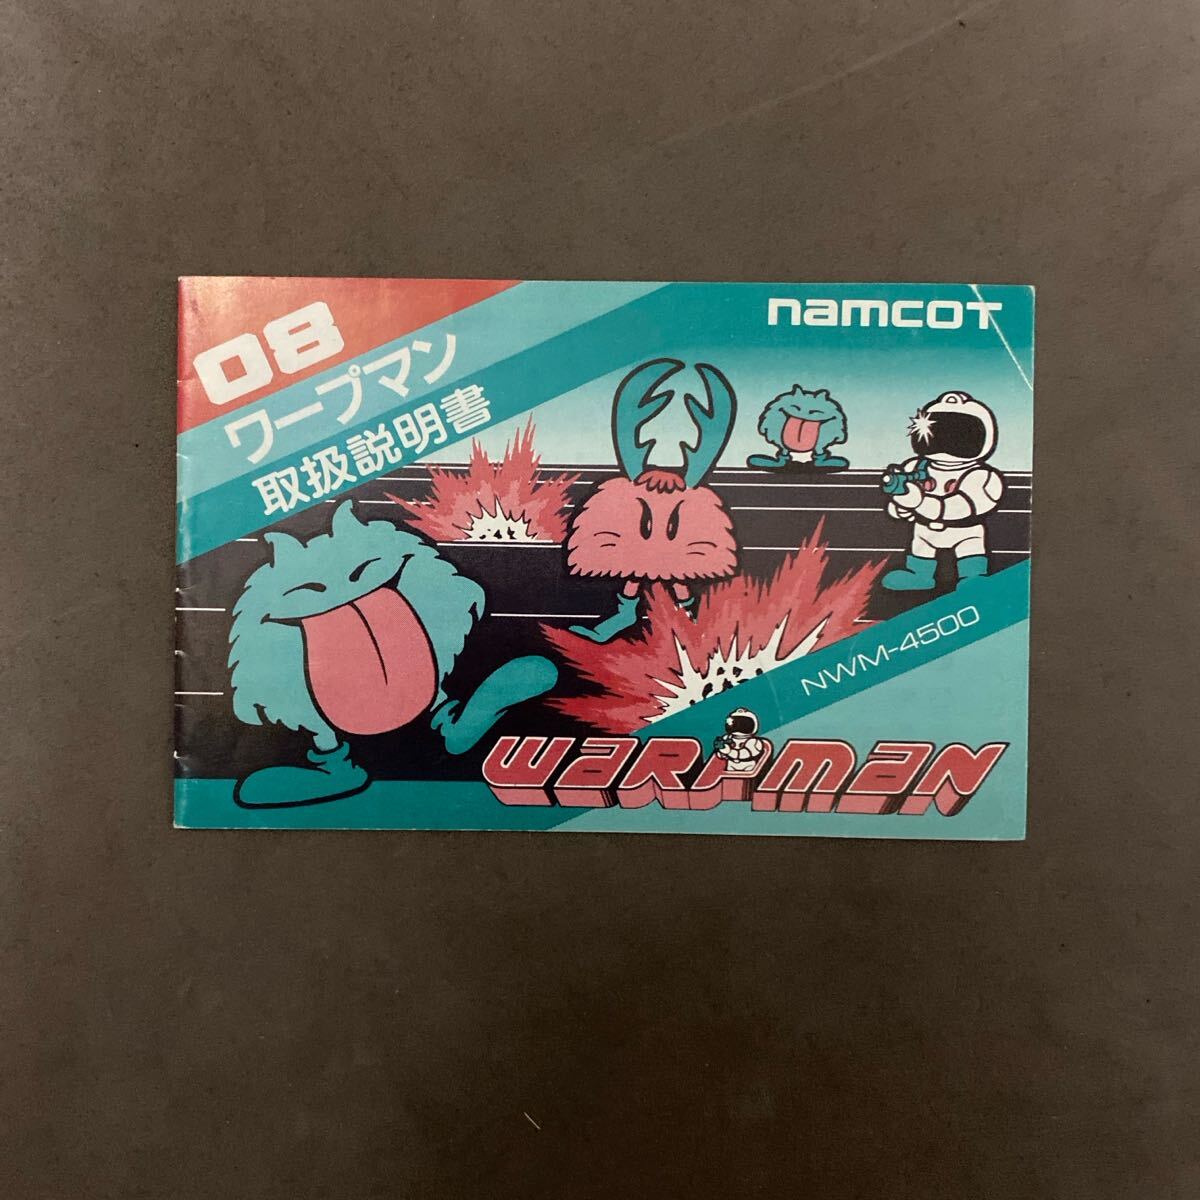 08
ワープマン
取扱説明書
namcot
NWM-4500
WARPMAN